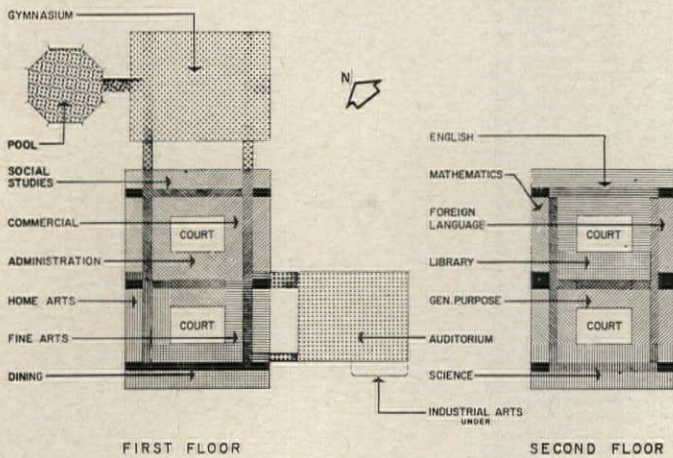 GYMNASIUM
POOL
SOCIAL
STUDIES
COMMERCIAL
ADMINISTRATION
HOME ARTS
FINE ARTS
DINING
COURT
COURT
N
AUDITORIUM
INDUSTRIAL ARTS
UNDER
FIRST FLOOR
ENGLISH
MATHEMATICS
FOREIGN
LANGUAGE
LIBRARY
GEN. PURPOSE
SCIENCE
COURT
COURT
SECOND FLOOR